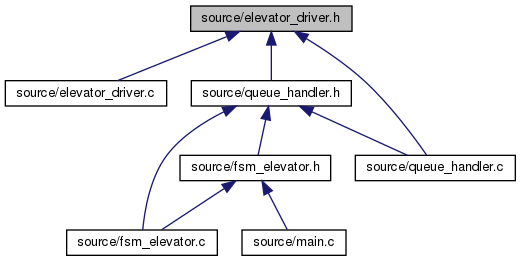 source/elevator_driver.h
source/elevator_driver.c
source/queue_handler.h
source/fsm_elevator.h
source/queue_handler.c
source/fsm_elevator.c
source/main.c